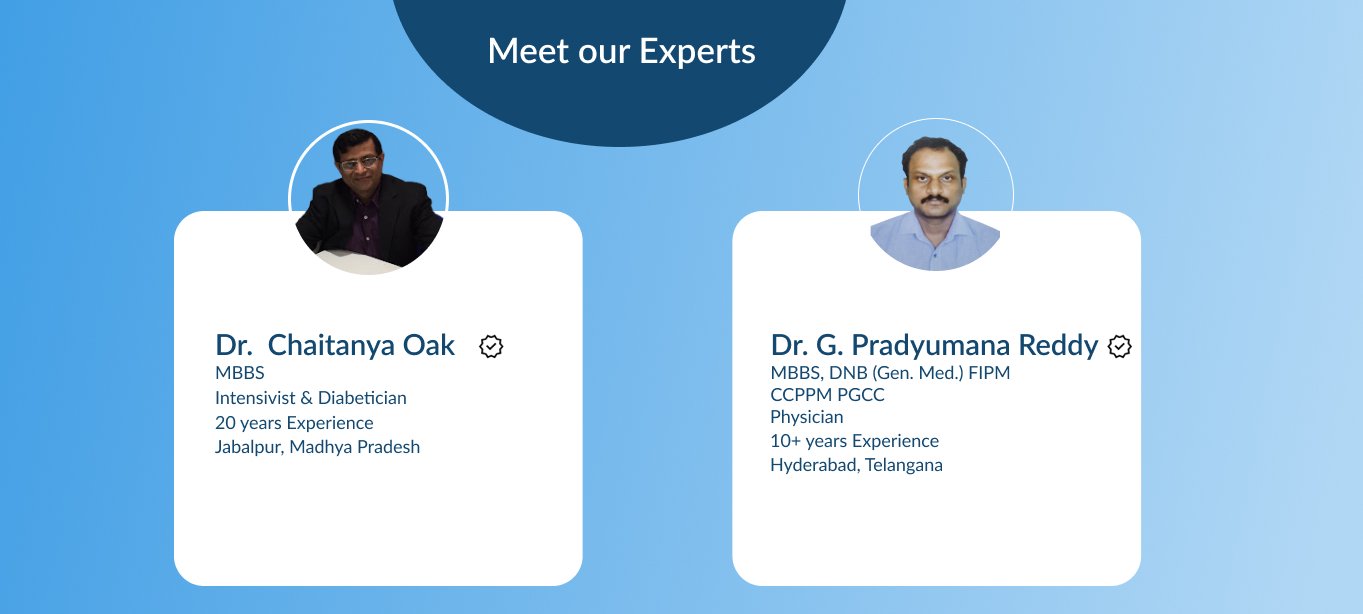 Meet our Experts
Dr. Chaitanya Oak
MBBS
Intensivist & Diabetician
20 years Experience
Jabalpur, Madhya Pradesh
Dr. G. Pradyumana Reddy
MBBS, DNB (Gen. Med.) FIPM
CCPPM PGCC
Physician
10+ years Experience
Hyderabad, Telangana